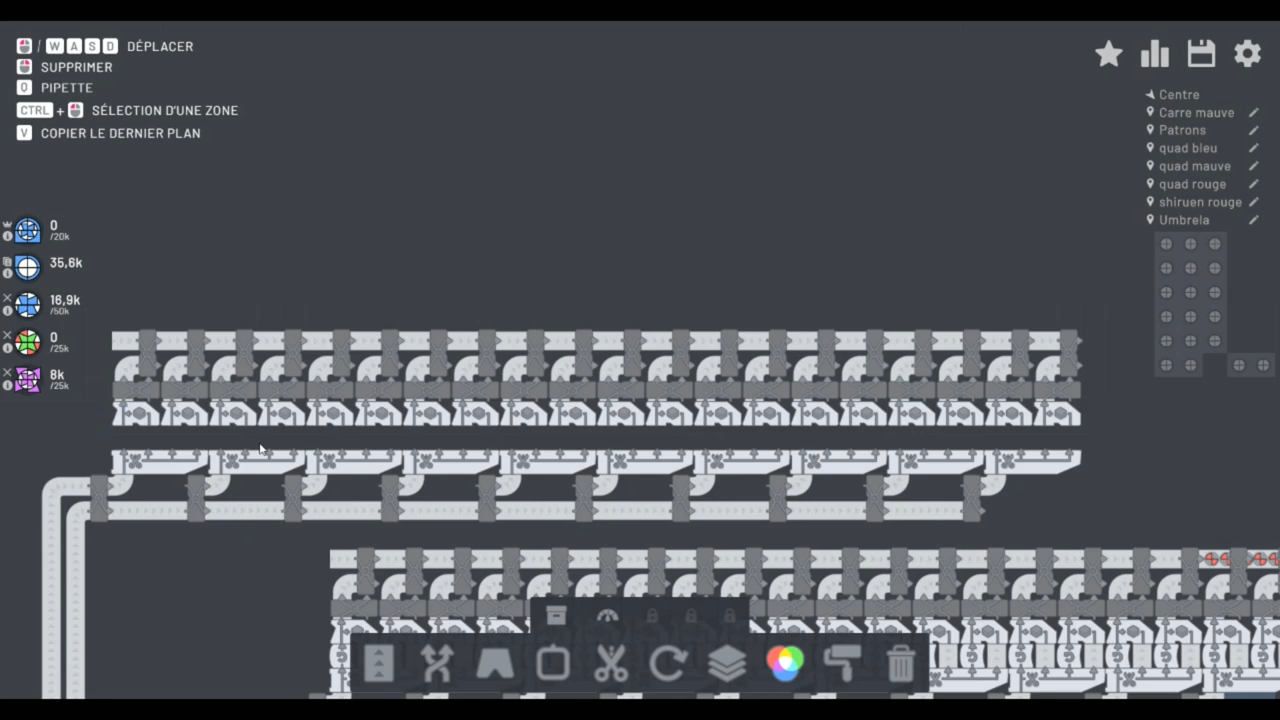 / W A S D DÉPLACER
SUPPRIMER
Q PIPETTE
CTRL + SÉLECTION D'UNE ZONE
V COPIER LE DERNIER PLAN
Centre
Carre mauve
Patrons
quad bleu
quad mauve
quad rouge
shiruen rouge
Umbrela
0
/20k
35,6k
16,9k
/50k
0
/25k
8k
/25k